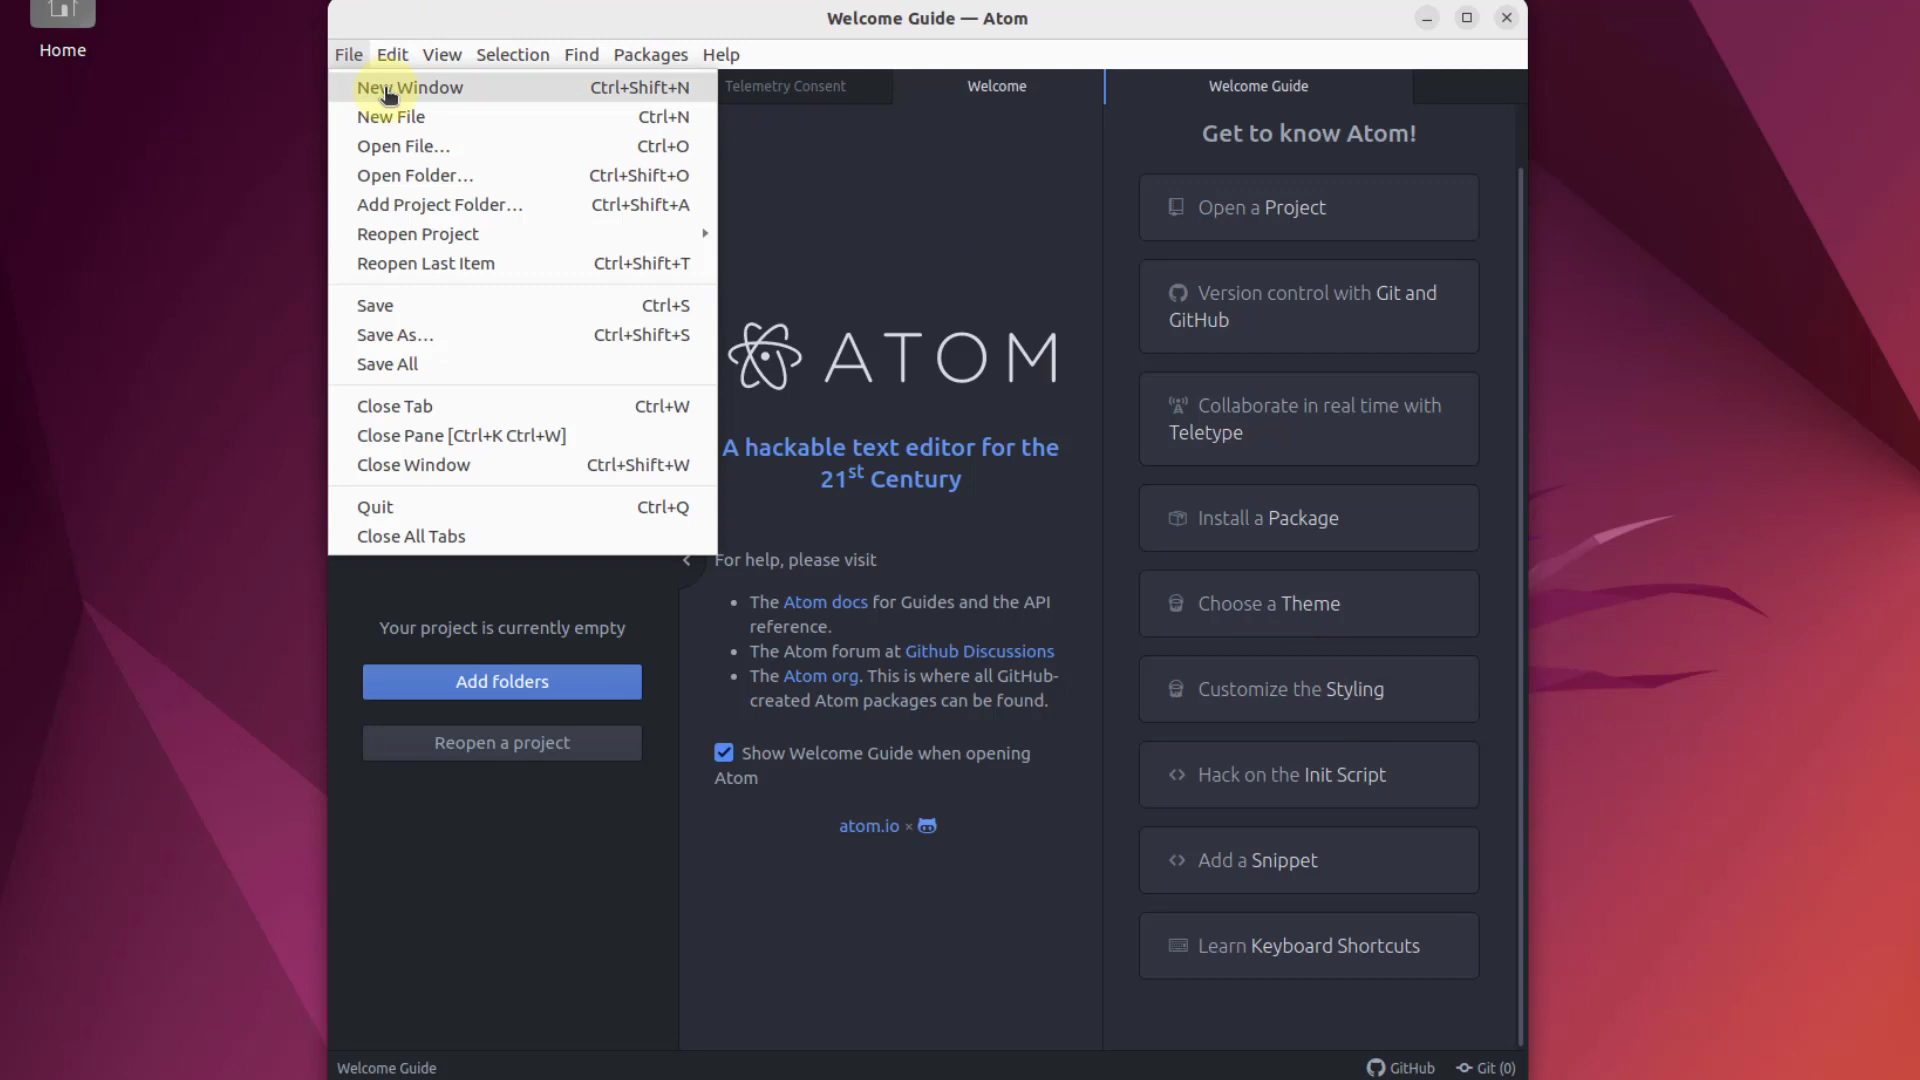 Home
Welcome Guide — Atom
File Edit View Selection Find Packages Help
New Window Ctrl+Shift+N
New File Ctrl+N
Open File… Ctrl+O
Open Folder… Ctrl+Shift+O
Add Project Folder… Ctrl+Shift+A
Reopen Project
Reopen Last Item Ctrl+Shift+T
Save Ctrl+S
Save As… Ctrl+Shift+S
Save All
Close Tab Ctrl+W
Close Pane [Ctrl+K Ctrl+W]
Close Window Ctrl+Shift+W
Quit Ctrl+Q
Close All Tabs
Your project is currently empty
Add folders
Reopen a project
Telemetry Consent
Welcome
ATOM
A hackable text editor for the
21st Century
For help, please visit
• The Atom docs for Guides and the API
reference.
• The Atom forum at Github Discussions
• The Atom org. This is where all GitHub-
created Atom packages can be found.
Show Welcome Guide when opening
Atom
atom.io ×
Welcome Guide
Get to know Atom!
Open a Project
Version control with Git and
GitHub
Collaborate in real time with
Teletype
Install a Package
Choose a Theme
Customize the Styling
Hack on the Init Script
Add a Snippet
Learn Keyboard Shortcuts
Welcome Guide
GitHub
Git (0)